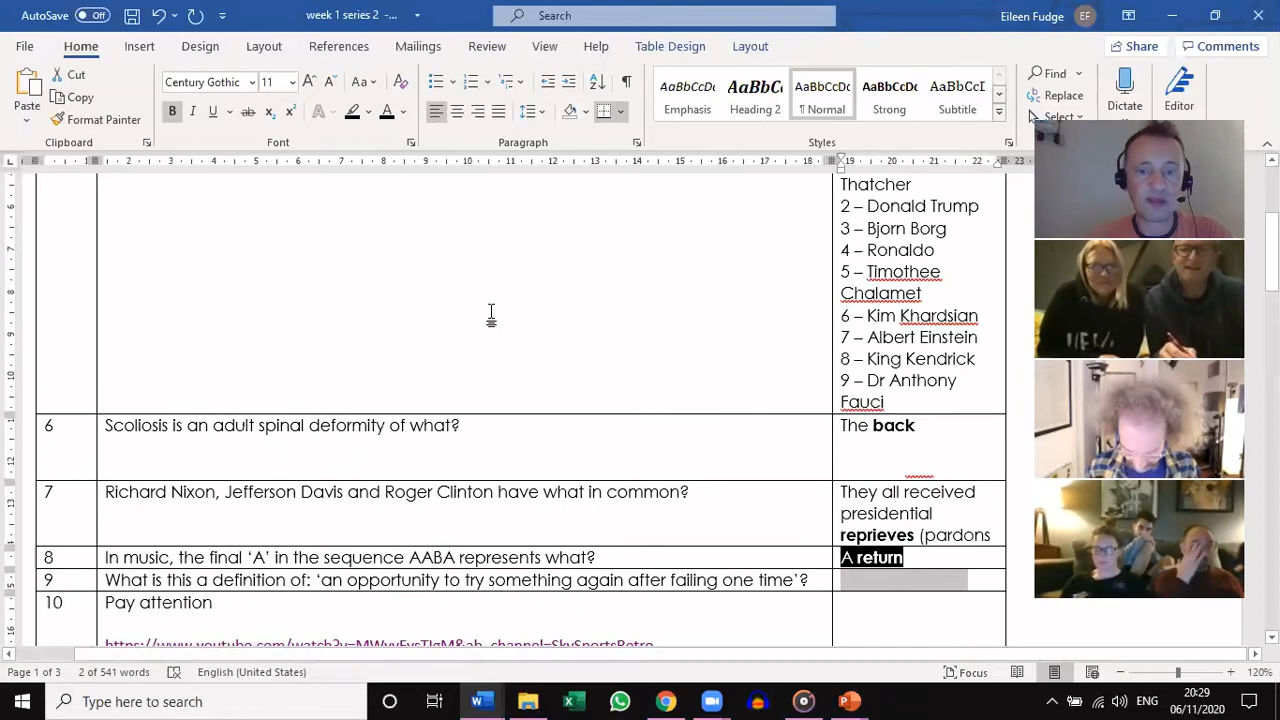 AutoSave Off week 1 series 2 -... Search Eileen Fudge EF
File Home Insert Design Layout References Mailings Review View Help Table Design Layout Share Comments
Paste Cut Copy Format Painter
Century Gothic 11
AaBbCcDc AaBbC AaBbCcDc AaBbCcD AaBbCcD
Emphasis Heading 2 ¶ Normal Strong Subtitle
Find Replace Select Dictate Editor
Clipboard Font Paragraph Styles
Thatcher
2 – Donald Trump
3 – Bjorn Borg
4 – Ronaldo
5 – Timothee
Chalamet
6 – Kim Khardsian
7 – Albert Einstein
8 – King Kendrick
9 – Dr Anthony
Fauci
6 Scoliosis is an adult spinal deformity of what? The back
7 Richard Nixon, Jefferson Davis and Roger Clinton have what in common? They all received
presidential
reprieves (pardons
8 In music, the final ‘A’ in the sequence AABA represents what? A return
9 What is this a definition of: ‘an opportunity to try something again after failing one time’?
10 Pay attention
Page 1 of 3 2 of 541 words English (United States) Focus 120%
Type here to search ENG 20:29
06/11/2020